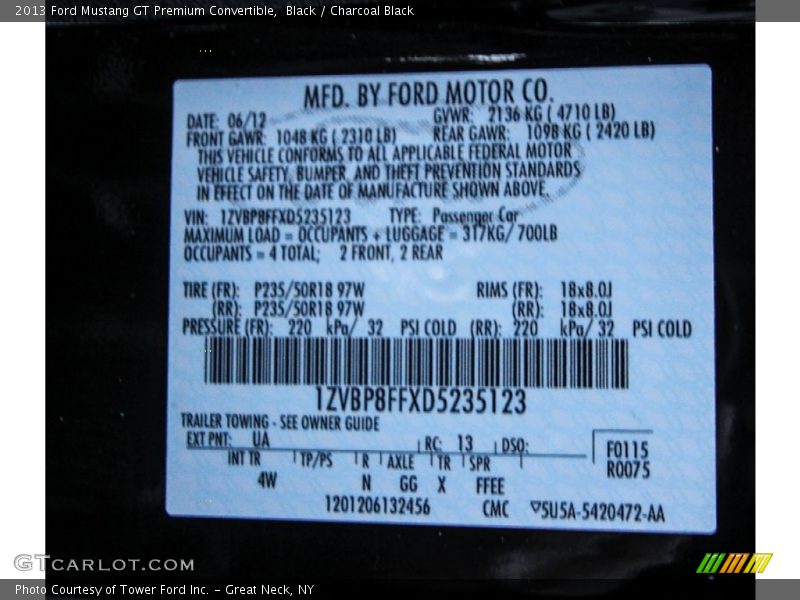 2013 Ford Mustang GT Premium Convertible, Black / Charcoal Black
MFD. BY FORD MOTOR CO.
DATE: 06/12 GVWR: 2136 KG ( 4710 LB)
FRONT GAWR: 1048 KG ( 2310 LB) REAR GAWR: 1098 KG ( 2420 LB)
THIS VEHICLE CONFORMS TO ALL APPLICABLE FEDERAL MOTOR
VEHICLE SAFETY, BUMPER, AND THEFT PREVENTION STANDARDS
IN EFFECT ON THE DATE OF MANUFACTURE SHOWN ABOVE.
VIN: 1ZVBP8FFXD5235123 TYPE: Passenger Car
MAXIMUM LOAD = OCCUPANTS + LUGGAGE = 317KG/ 700LB
OCCUPANTS = 4 TOTAL; 2 FRONT, 2 REAR
TIRE (FR): P235/50R18 97W RIMS (FR): 18x8.0J
(RR): P235/50R18 97W (RR): 18x8.0J
PRESSURE (FR): 220 kPa/ 32 PSI COLD (RR): 220 kPa/ 32 PSI COLD
1ZVBP8FFXD5235123
TRAILER TOWING - SEE OWNER GUIDE
EXT PNT: UA RC: 13 DSO: F0115
INT TR TP/PS R AXLE TR SPR R0075
4W N GG X FFEE
1201206132456 CMC ▽5U5A-5420472-AA
GTCARLOT.COM
Photo Courtesy of Tower Ford Inc. – Great Neck, NY